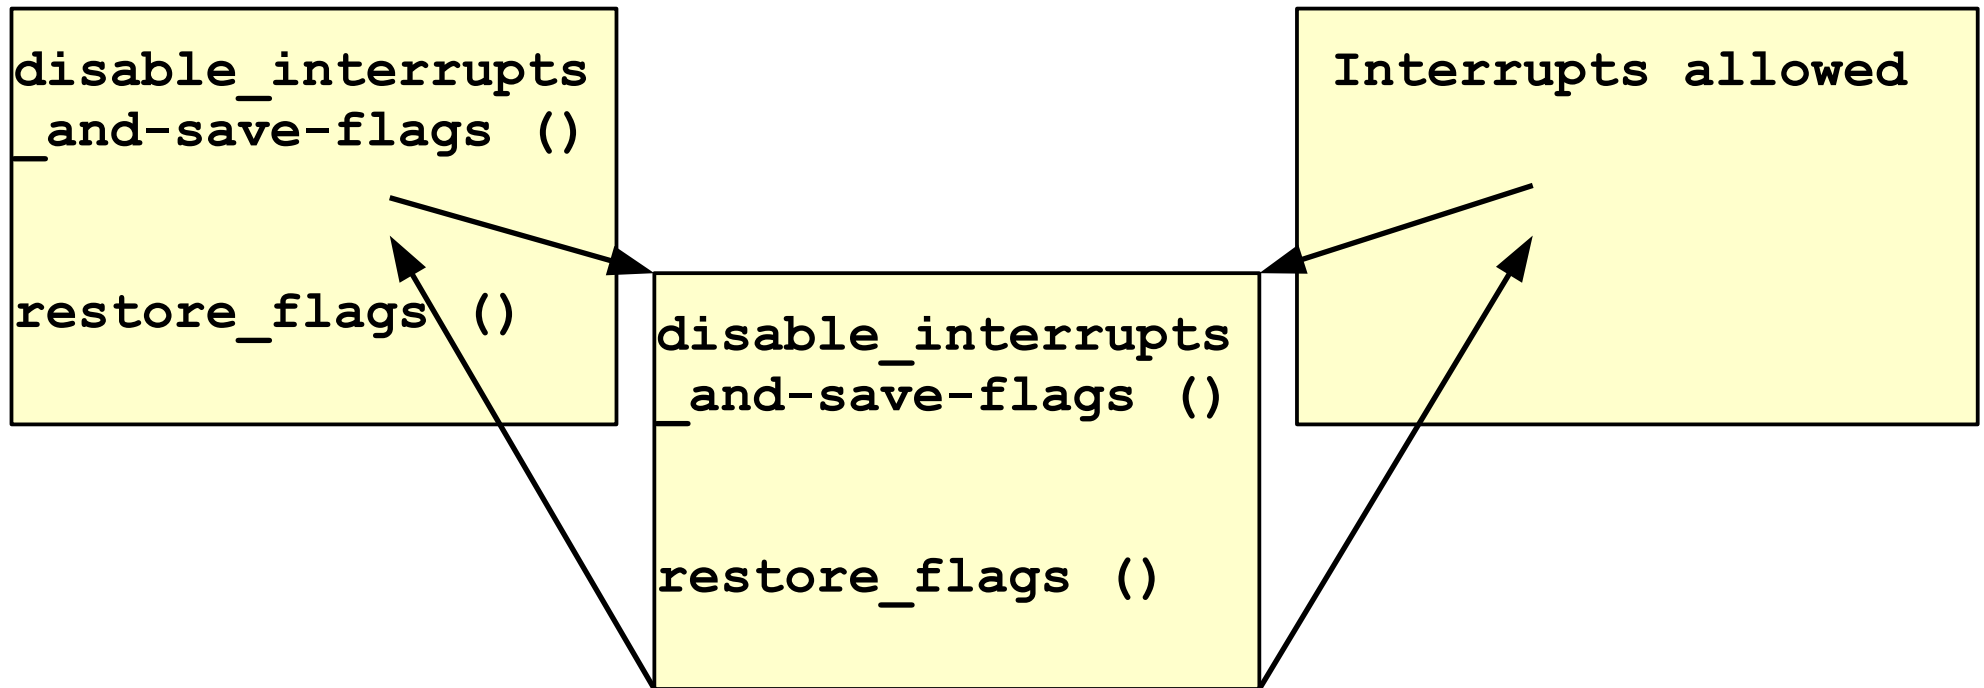 disable_interrupts
_and-save-flags ()
restore_flags ()
disable_interrupts
_and-save-flags ()
restore_flags ()
Interrupts allowed